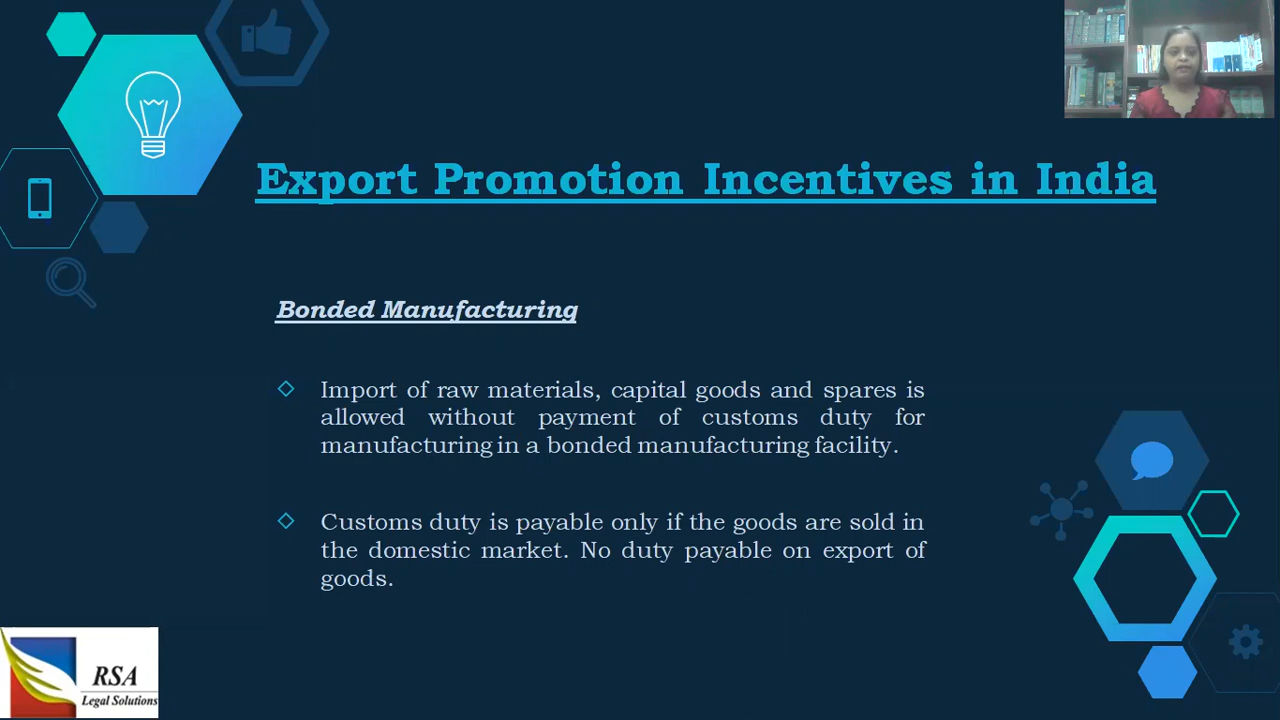 Export Promotion Incentives in India
Bonded Manufacturing
Import of raw materials, capital goods and spares is
allowed without payment of customs duty for
manufacturing in a bonded manufacturing facility.
Customs duty is payable only if the goods are sold in
the domestic market. No duty payable on export of
goods.
RSA
Legal Solutions